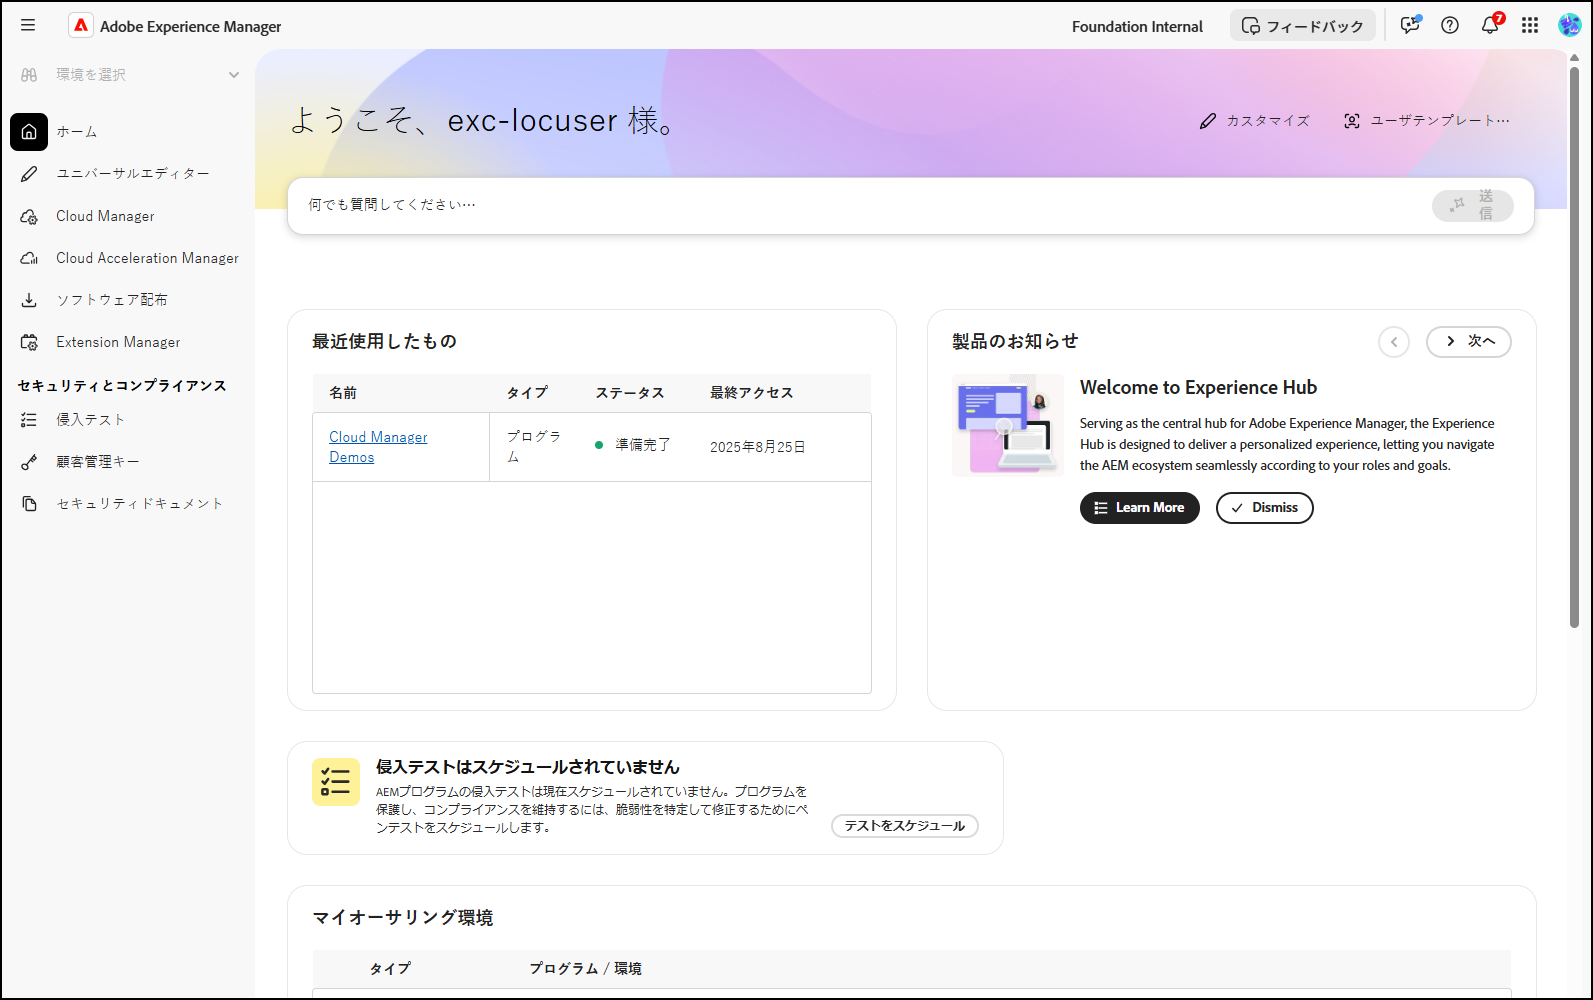 Adobe Experience Manager
Foundation Internal
フィードバック
7
環境を選択
ホーム
ユニバーサルエディター
Cloud Manager
Cloud Acceleration Manager
ソフトウェア配布
Extension Manager
セキュリティとコンプライアンス
侵入テスト
顧客管理キー
セキュリティドキュメント
ようこそ、exc-locuser 様。
カスタマイズ
ユーザテンプレート…
何でも質問してください…
送
信
最近使用したもの
名前 タイプ ステータス 最終アクセス
Cloud Manager
Demos
プログラ
ム
準備完了
2025年8月25日
製品のお知らせ
次へ
Welcome to Experience Hub
Serving as the central hub for Adobe Experience Manager, the Experience
Hub is designed to deliver a personalized experience, letting you navigate
the AEM ecosystem seamlessly according to your roles and goals.
Learn More
Dismiss
侵入テストはスケジュールされていません
AEMプログラムの侵入テストは現在スケジュールされていません。プログラムを
保護し、コンプライアンスを維持するには、脆弱性を特定して修正するためにペ
ンテストをスケジュールします。
テストをスケジュール
マイオーサリング環境
タイプ プログラム / 環境